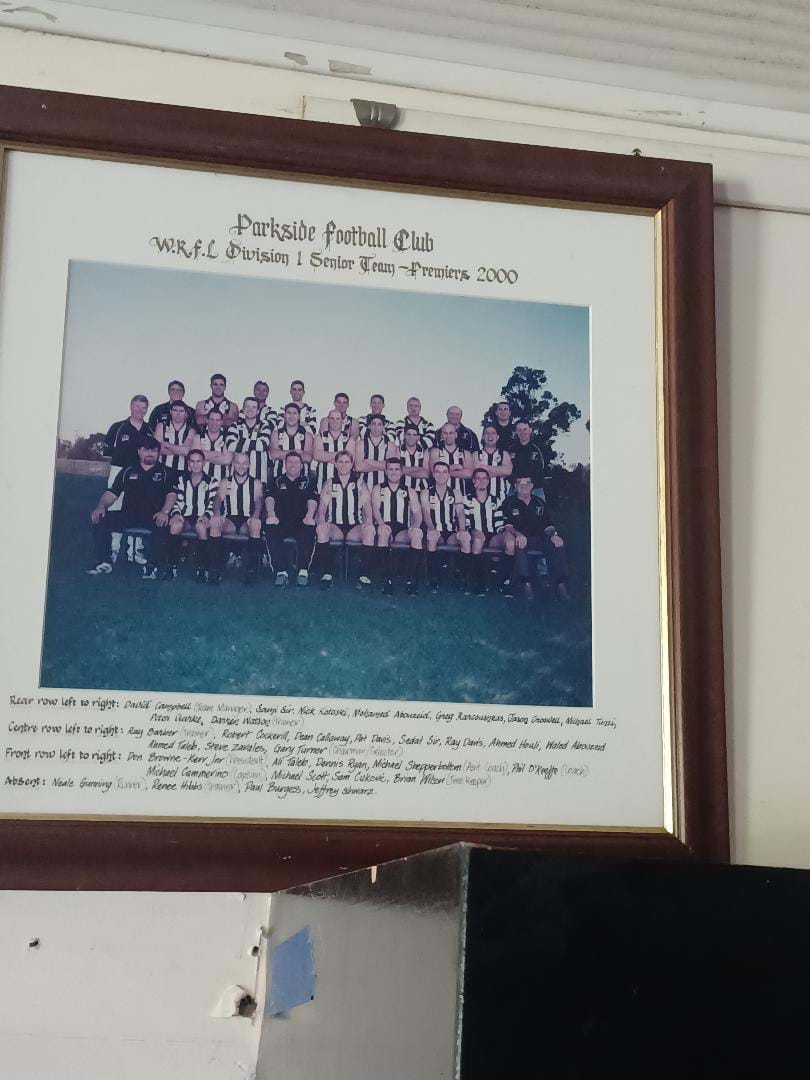 Parkside Football Club
W.R.F.L Division 1 Senior Team - Premiers 2000
Rear row left to right: David Campbell (Team Manager), Samji Sir, Nick Kotoski, Mohamed Abouzeid, Greg Jason Croswell, Michael
Peter Clarke, Darren Watson (Trainer)
Centre row left to right: Ray Barker (Trainer), Robert Cockerill, Dean Callaway, Pat Davis, Sedat Sir, Ray Davis, Ahmed Houli, Waled Abouzeid
Ahmed Taleb, Steve Zavales, Gary Turner (Chairman/Selector)
Front row left to right: Don Browne-Kerr Jnr (President), Ali Taleb, Dennis Ryan, Michael Shepperbottom (Asst. Coach), Phil O'Keeffe (Coach)
Michael Cammerino (Captain), Michael Scott, Sam Cukovic, Brian Wilson (Time Keeper)
Absent: Neale Gunning (Runner), Renee Hibbs (Trainer), Paul Burgess, Jeffrey Schwarz.